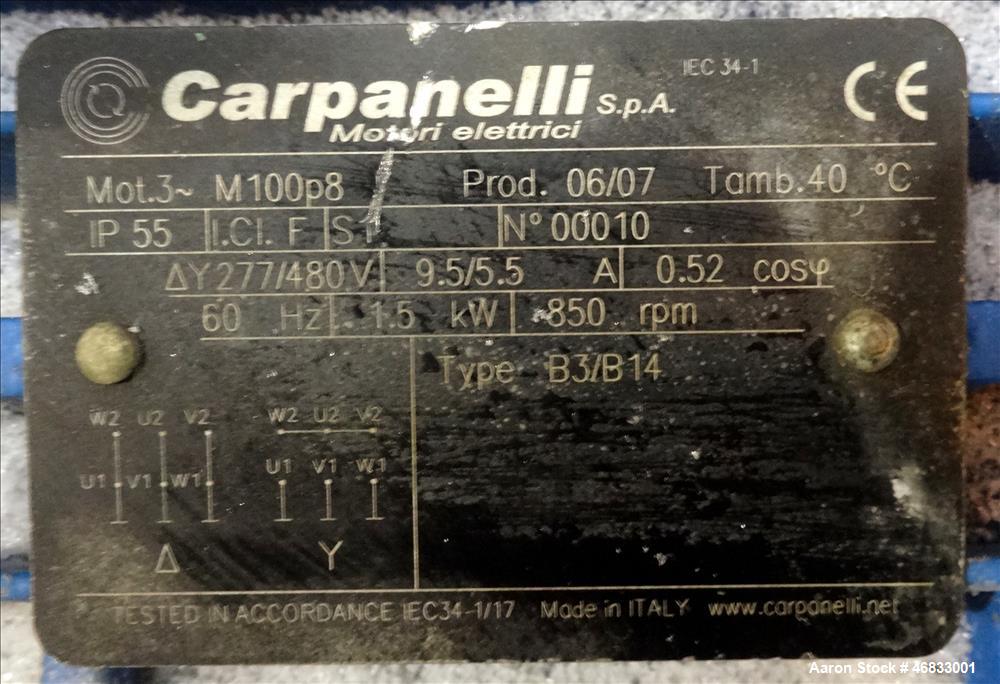 Carpanelli S.p.A. IEC 34-1 CE
Motori elettrici
Mot.3~ M100p8 Prod. 06/07 Tamb.40 °C
IP 55 I.Cl. F S1 N° 00010
ΔY 277/480 V 9.5/5.5 A 0.52 cosφ
60 Hz 1.5 kW 850 rpm
Type B3/B14
W2 U2 V2 W2 U2 V2
U1 V1 W1 U1 V1 W1
Δ Y
TESTED IN ACCORDANCE IEC34-1/17 Made in ITALY www.carpanelli.net
Aaron Stock # 46833001